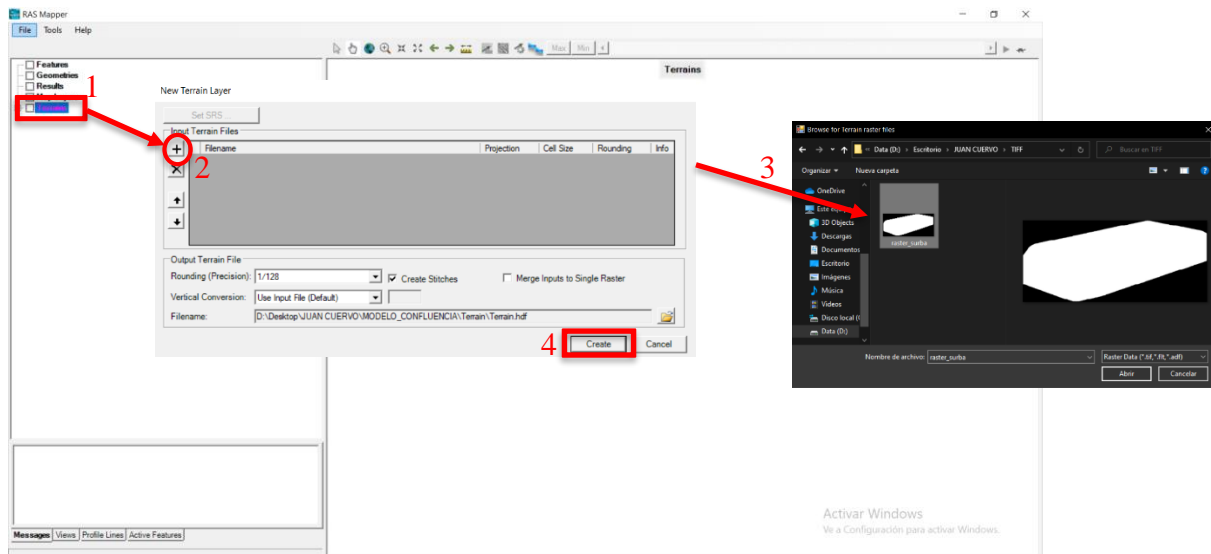 RAS Mapper
File Tools Help
Max Min
Features
Geometries
Results
Terrains
1
New Terrain Layer
Set SRS ...
Input Terrain Files
Filename Projection Cell Size Rounding Info
+
2
Output Terrain File
Rounding (Precision): 1/128 Create Stitches Merge Inputs to Single Raster
Vertical Conversion: Use Input File (Default)
Filename: D:\Desktop\JUAN CUERVO\MODELO_CONFLUENCIA\Terrain\Terrain.hdf
4
Create Cancel
3
Browse for Terrain raster files
Data (D:) › Escritorio › JUAN CUERVO › TIFF
Buscar en TIFF
Organizar Nueva carpeta
OneDrive
Este equipo
3D Objects
Descargas
Documentos
Escritorio
Imágenes
Música
Videos
Disco local (
Data (D:)
raster_surba
Nombre de archivo: raster_surba
Raster Data (*.tif,*.flt,*.adf)
Abrir Cancelar
Messages Views Profile Lines Active Features
Activar Windows
Ve a Configuración para activar Windows.